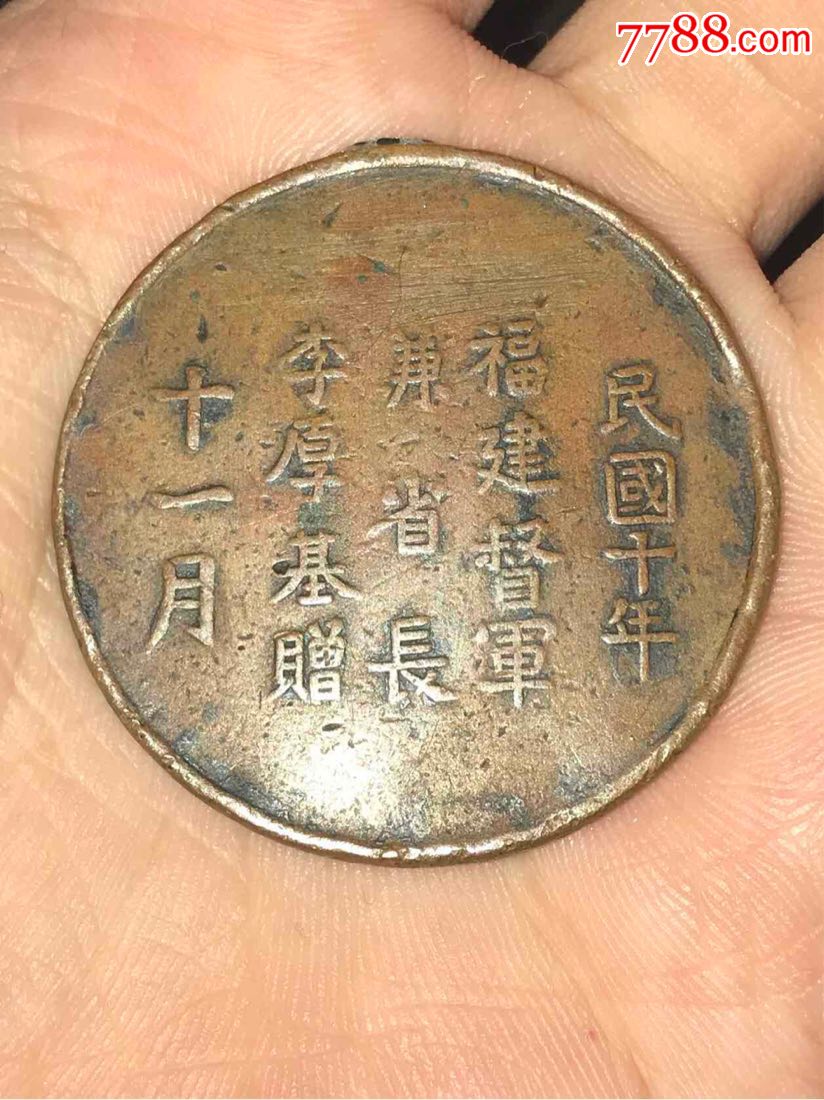 7788.com
民國十年
福建督軍
兼省長
李厚基贈
十一月